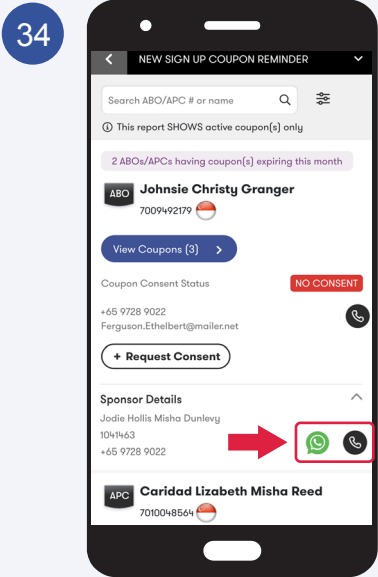 34
NEW SIGN UP COUPON REMINDER
Search ABO/APC # or name
This report SHOWS active coupon(s) only
2 ABOs/APCs having coupon(s) expiring this month
ABO Johnsie Christy Granger
7009492179
View Coupons (3) >
Coupon Consent Status NO CONSENT
+65 9728 9022
Ferguson.Ethelbert@mailer.net
+ Request Consent
Sponsor Details
Jodie Hollis Misha Dunlevy
1041463
+65 9728 9022
APC Caridad Lizabeth Misha Reed
7010048564